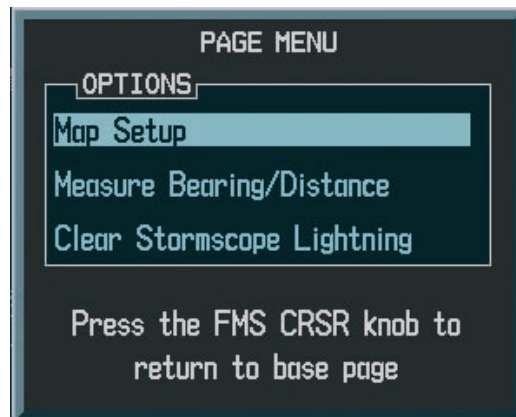 PAGE MENU
OPTIONS
Map Setup
Measure Bearing/Distance
Clear Stormscope Lightning
Press the FMS CRSR knob to
return to base page